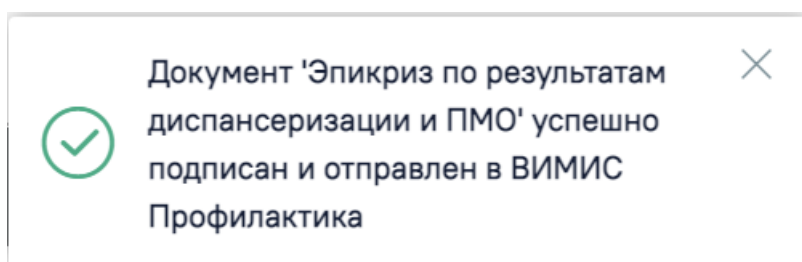 Документ 'Эпикриз по результатам
диспансеризации и ПМО' успешно
подписан и отправлен в ВИМИС
Профилактика